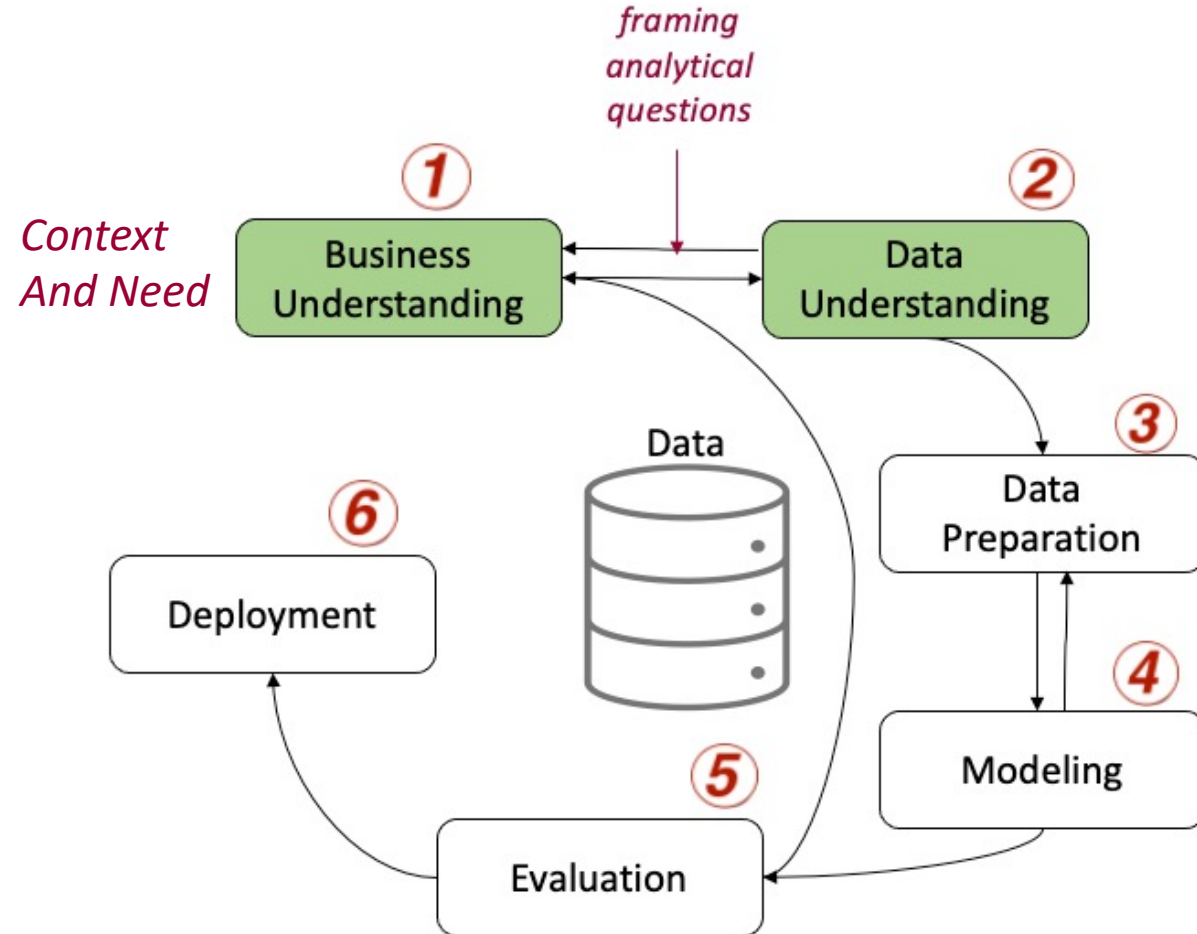 framing
analytical
questions
1
2
Context
And Need
Business
Understanding
Data
Understanding
Data
3
Data
Preparation
6
Deployment
4
Modeling
5
Evaluation